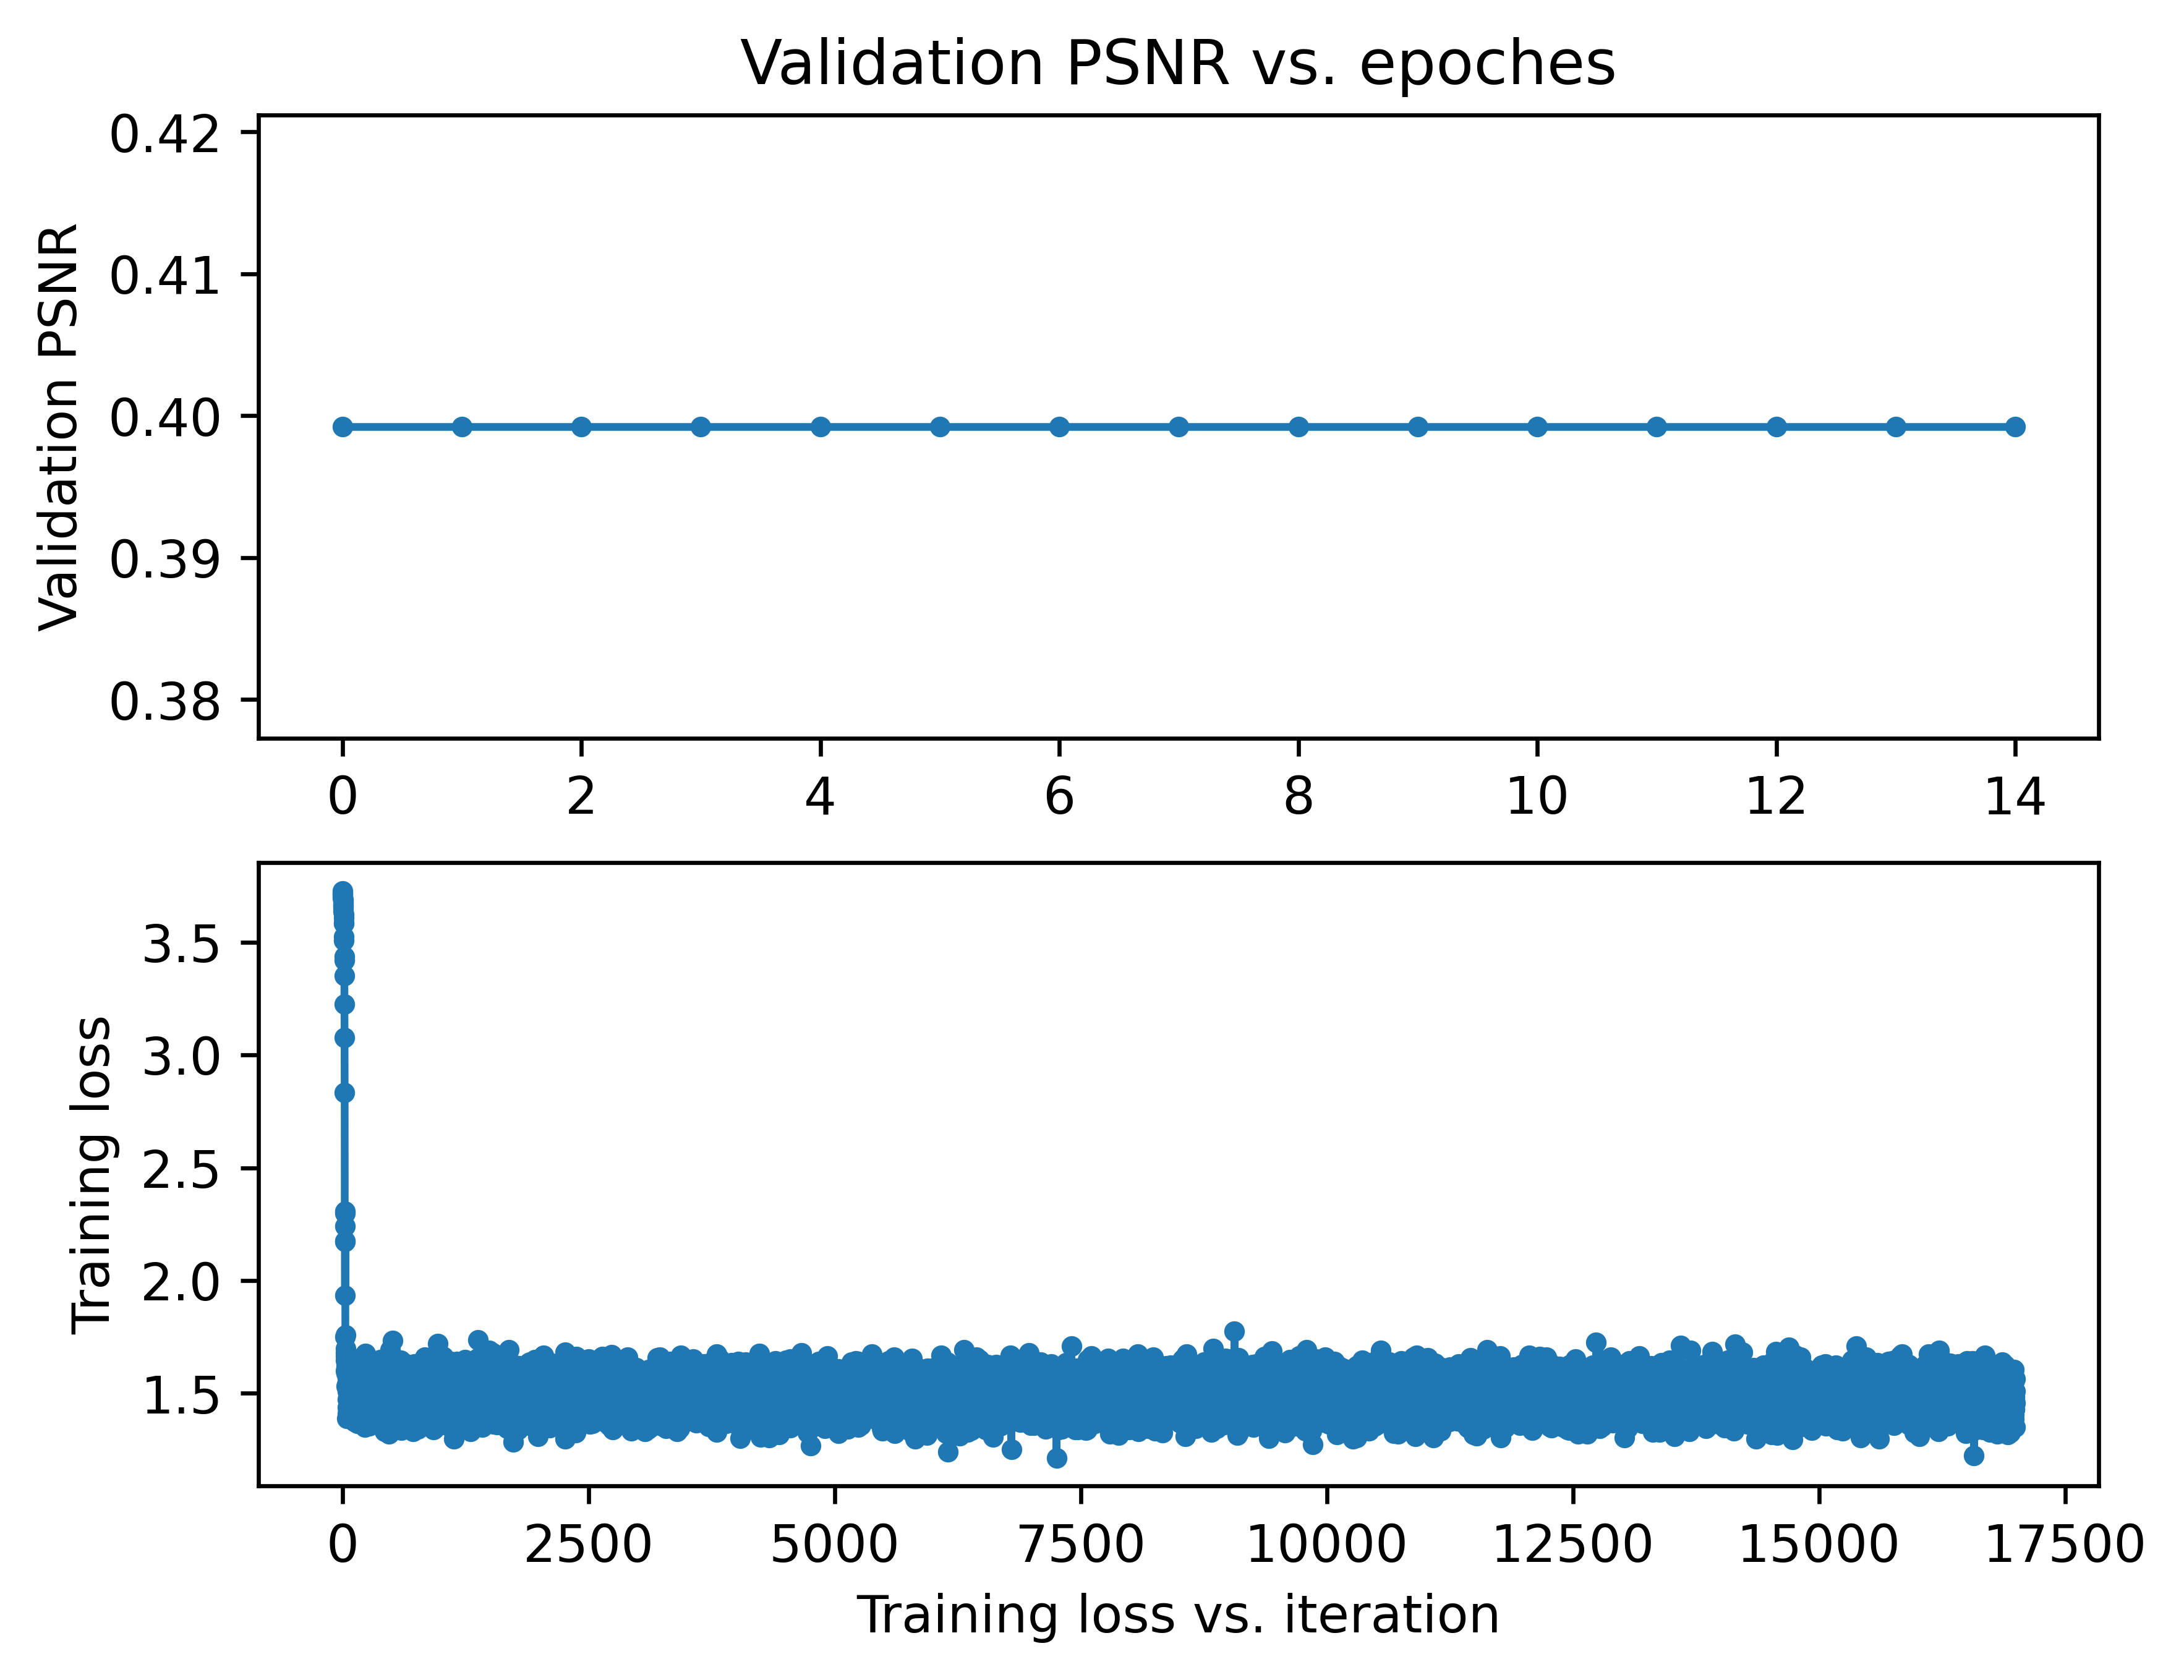 Validation PSNR vs. epoches
Validation PSNR
0.42
0.41
0.40
0.39
0.38
0 2 4 6 8 10 12 14
Training loss
3.5
3.0
2.5
2.0
1.5
0 2500 5000 7500 10000 12500 15000 17500
Training loss vs. iteration